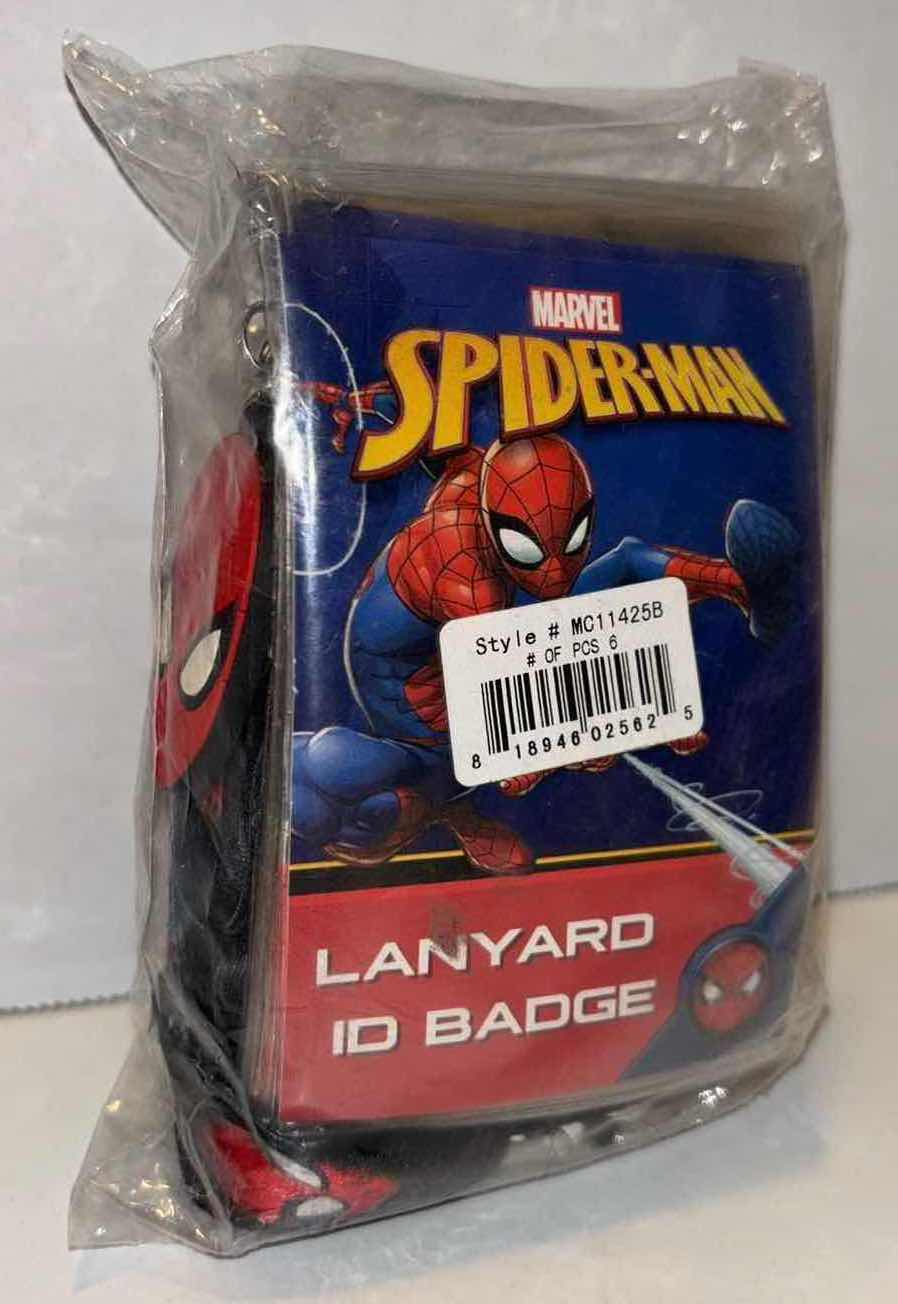 MARVEL
SPIDER-MAN
Style # MC11425B
# OF PCS 6
8 18946 02562 5
LANYARD
ID BADGE